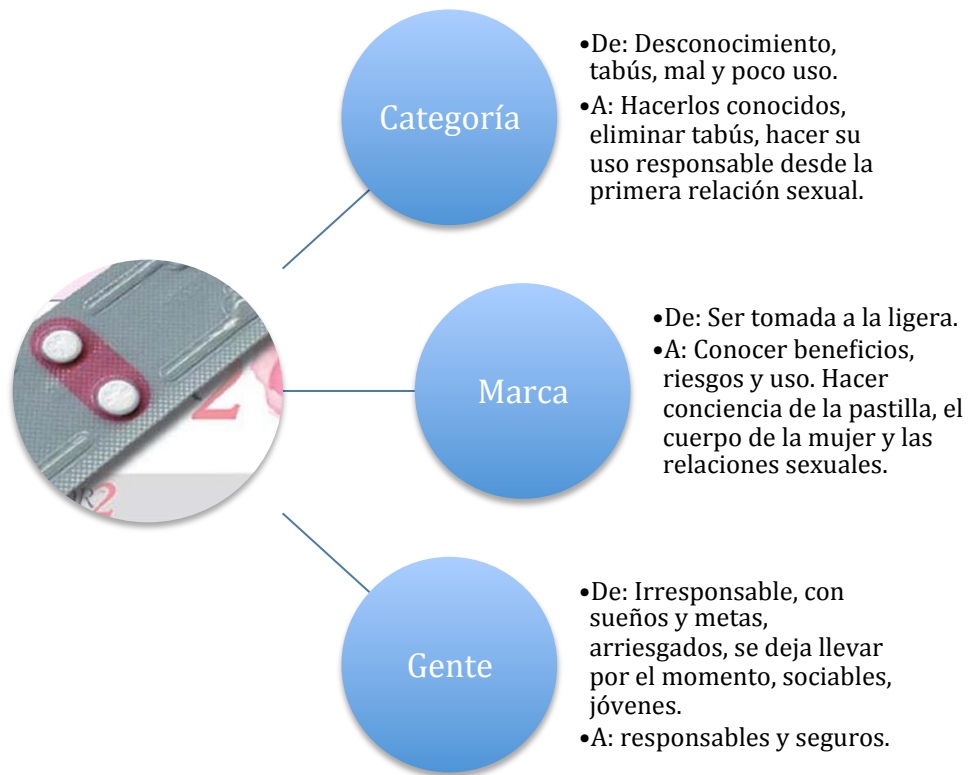 Categoría
•De: Desconocimiento,
tabús, mal y poco uso.
•A: Hacerlos conocidos,
eliminar tabús, hacer su
uso responsable desde la
primera relación sexual.
Marca
•De: Ser tomada a la ligera.
•A: Conocer beneficios,
riesgos y uso. Hacer
conciencia de la pastilla, el
cuerpo de la mujer y las
relaciones sexuales.
2
2
Gente
•De: Irresponsable, con
sueños y metas,
arriesgados, se deja llevar
por el momento, sociables,
jóvenes.
•A: responsables y seguros.